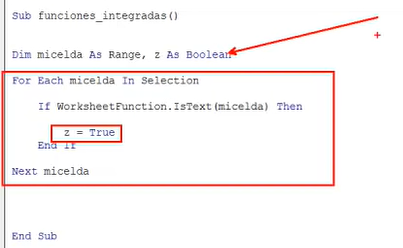 Sub funciones_integradas()
Dim micelda As Range, z As Boolean
For Each micelda In Selection
If WorksheetFunction.IsText(micelda) Then
z = True
End If
Next micelda
End Sub